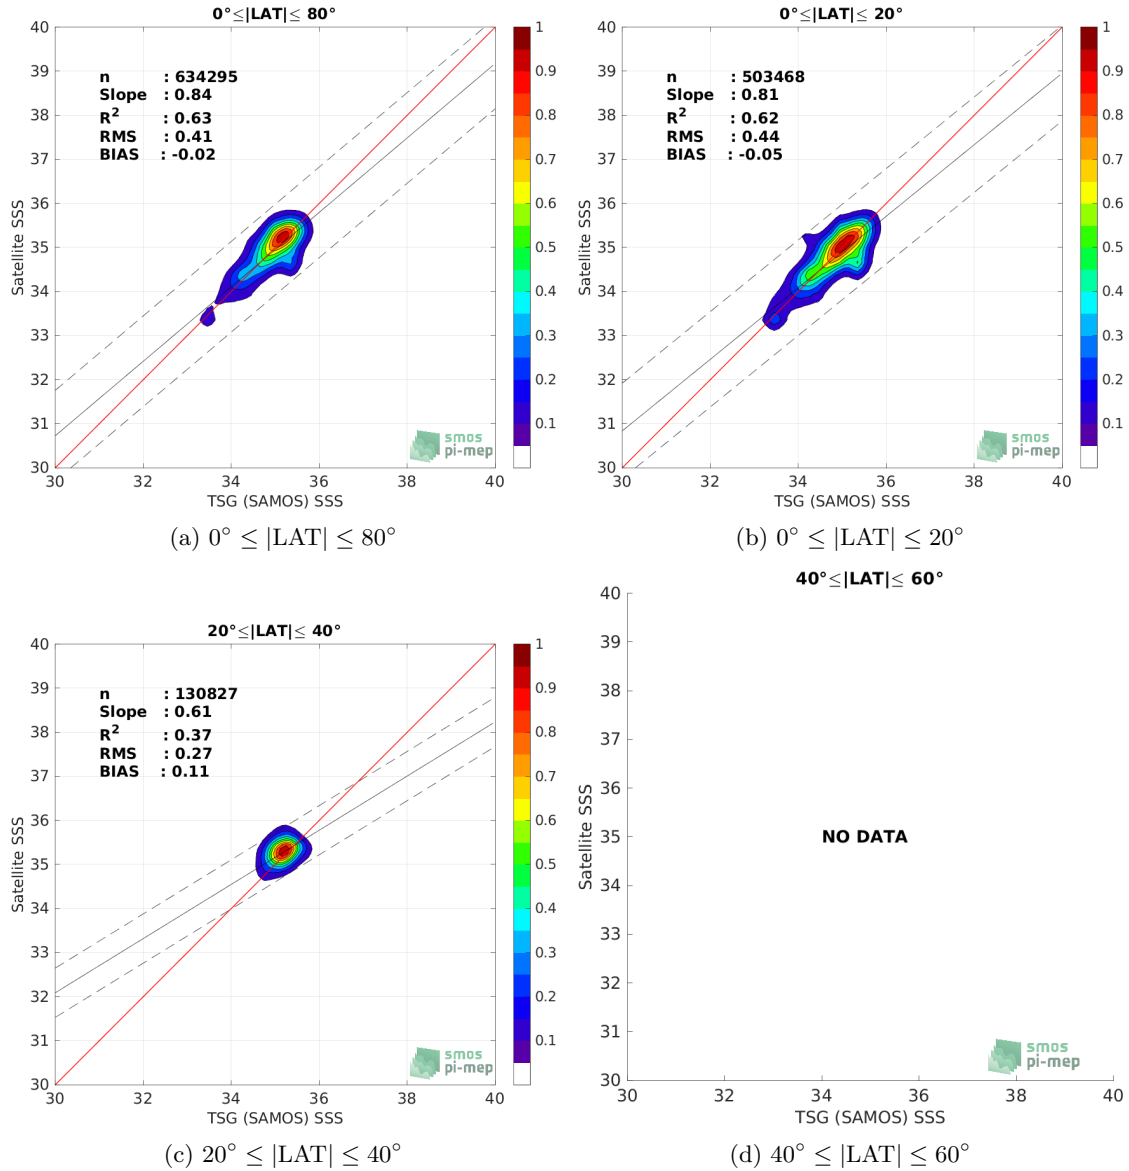 0°≤|LAT|≤ 80°
n : 634295
Slope : 0.84
R² : 0.63
RMS : 0.41
BIAS : -0.02
40
39
38
37
36
35
34
33
32
31
30
Satellite SSS
30 32 34 36 38 40
TSG (SAMOS) SSS
1
0.9
0.8
0.7
0.6
0.5
0.4
0.3
0.2
0.1
smos
pi-mep
(a) 0° ≤ |LAT| ≤ 80°
0°≤|LAT|≤ 20°
n : 503468
Slope : 0.81
R² : 0.62
RMS : 0.44
BIAS : -0.05
40
39
38
37
36
35
34
33
32
31
30
Satellite SSS
30 32 34 36 38 40
TSG (SAMOS) SSS
1
0.9
0.8
0.7
0.6
0.5
0.4
0.3
0.2
0.1
smos
pi-mep
(b) 0° ≤ |LAT| ≤ 20°
20°≤|LAT|≤ 40°
n : 130827
Slope : 0.61
R² : 0.37
RMS : 0.27
BIAS : 0.11
40
39
38
37
36
35
34
33
32
31
30
Satellite SSS
30 32 34 36 38 40
TSG (SAMOS) SSS
1
0.9
0.8
0.7
0.6
0.5
0.4
0.3
0.2
0.1
smos
pi-mep
(c) 20° ≤ |LAT| ≤ 40°
40°≤|LAT|≤ 60°
40
39
38
37
36
35
34
33
32
31
30
Satellite SSS
NO DATA
30 32 34 36 38 40
TSG (SAMOS) SSS
smos
pi-mep
(d) 40° ≤ |LAT| ≤ 60°